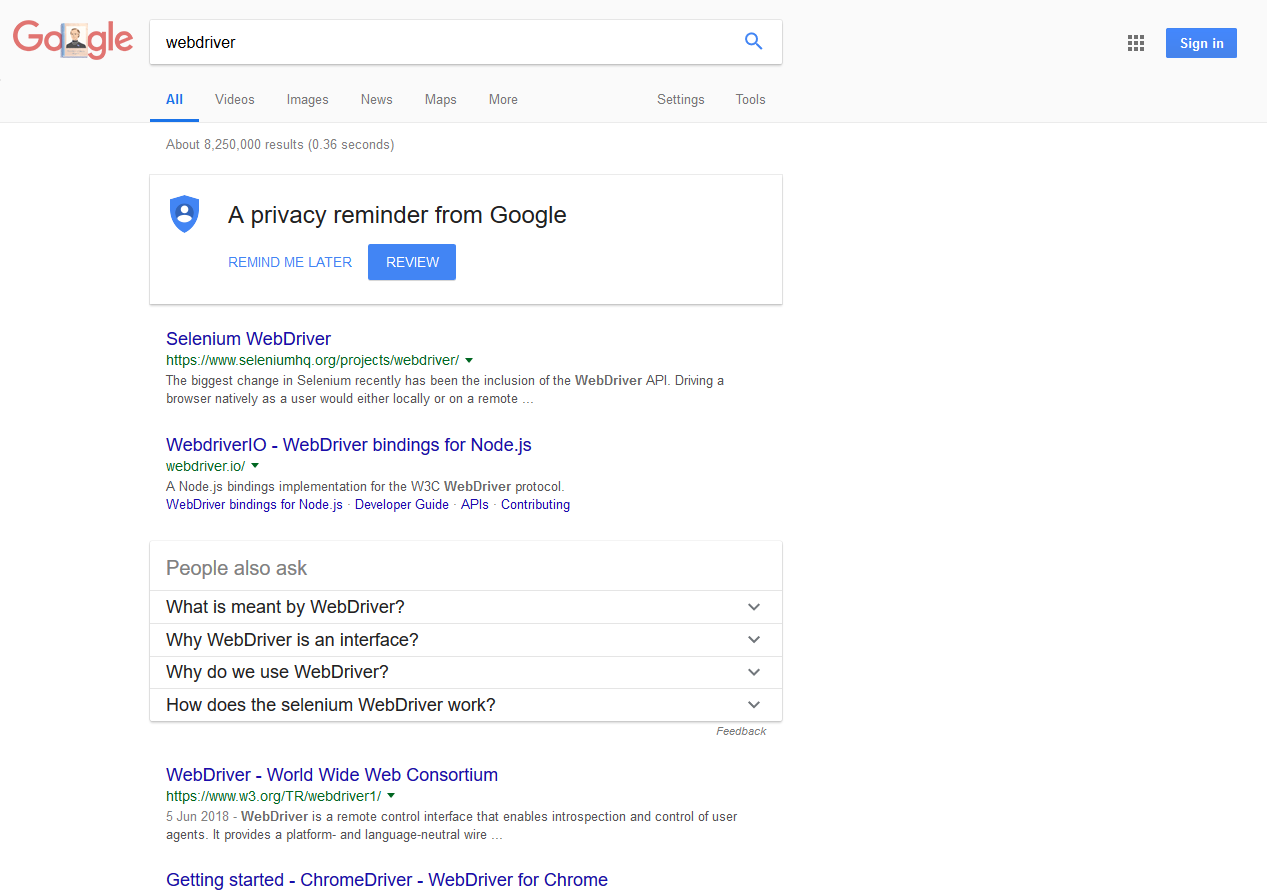 Google
webdriver
Sign in
All Videos Images News Maps More Settings Tools
About 8,250,000 results (0.36 seconds)
A privacy reminder from Google
REMIND ME LATER REVIEW
Selenium WebDriver
https://www.seleniumhq.org/projects/webdriver/
The biggest change in Selenium recently has been the inclusion of the WebDriver API. Driving a
browser natively as a user would either locally or on a remote ...
WebdriverIO - WebDriver bindings for Node.js
webdriver.io/
A Node.js bindings implementation for the W3C WebDriver protocol.
WebDriver bindings for Node.js · Developer Guide · APIs · Contributing
People also ask
What is meant by WebDriver?
Why WebDriver is an interface?
Why do we use WebDriver?
How does the selenium WebDriver work?
Feedback
WebDriver - World Wide Web Consortium
https://www.w3.org/TR/webdriver1/
5 Jun 2018 - WebDriver is a remote control interface that enables introspection and control of user
agents. It provides a platform- and language-neutral wire ...
Getting started - ChromeDriver - WebDriver for Chrome